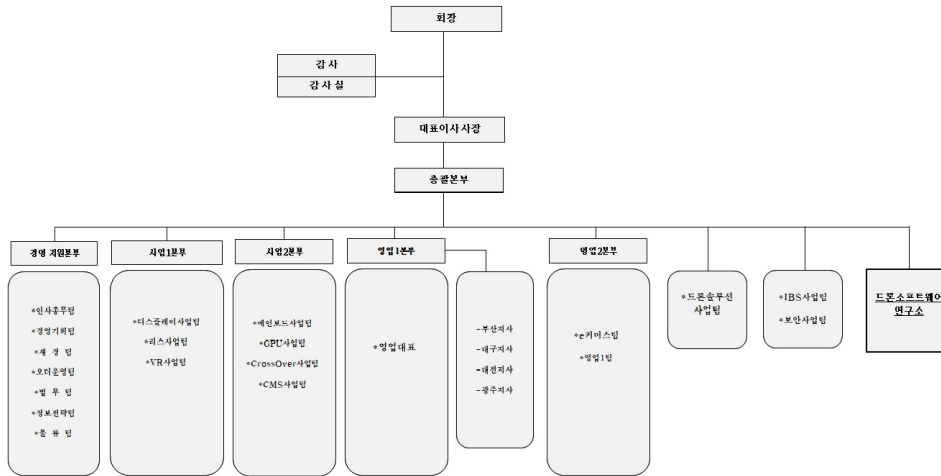 회장
감 사
감 사 실
대표이사사장
총괄본부
경영 지원본부
*인사총무팀
*경영기획팀
*재 경 팀
*오더운영팀
*법 무 팀
*정보전략팀
*물 류 팀
사업1본부
*디스플레이사업팀
*리스사업팀
*VR사업팀
사업2본부
*메인보드사업팀
*GPU사업팀
*CrossOver사업팀
*CMS사업팀
영업1본부
*영업대표
-부산지사
-대구지사
-대전지사
-광주지사
영업2본부
*e커머스팀
*영업1팀
*드론솔루션
사업팀
*IBS사업팀
*보안사업팀
드론소프트웨어
연구소